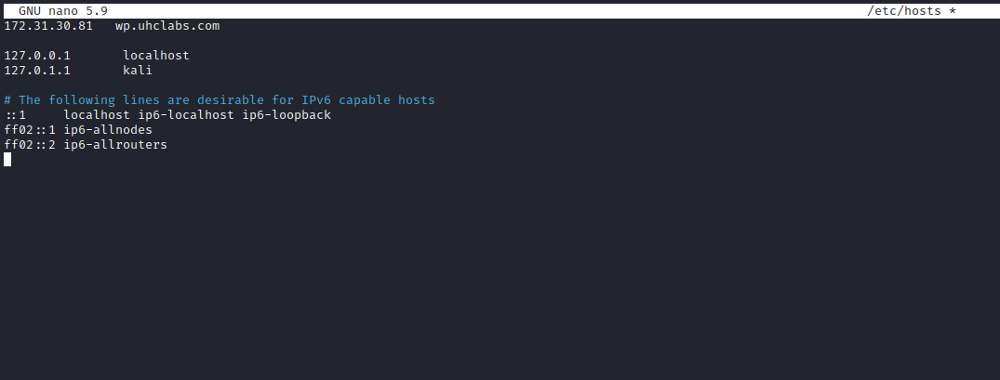 GNU nano 5.9 /etc/hosts *
172.31.30.81 wp.uhclabs.com
127.0.0.1 localhost
127.0.1.1 kali
# The following lines are desirable for IPv6 capable hosts
::1 localhost ip6-localhost ip6-loopback
ff02::1 ip6-allnodes
ff02::2 ip6-allrouters